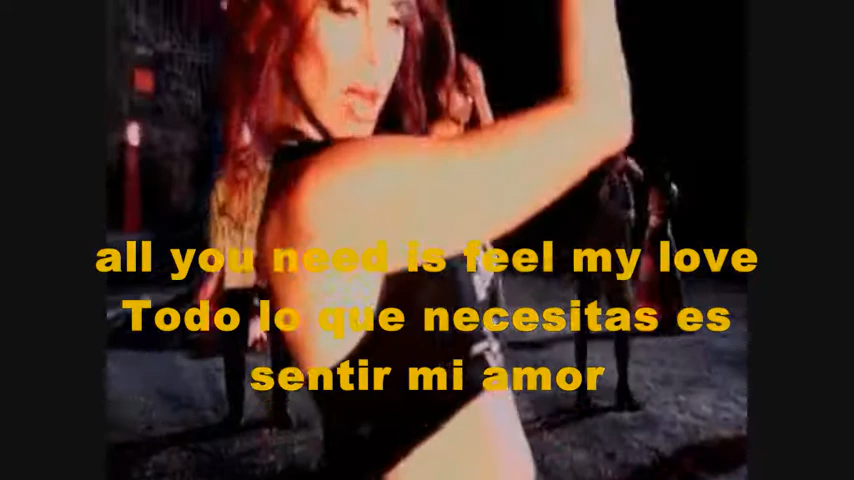 all you need is feel my love
Todo lo que necesitas es
sentir mi amor